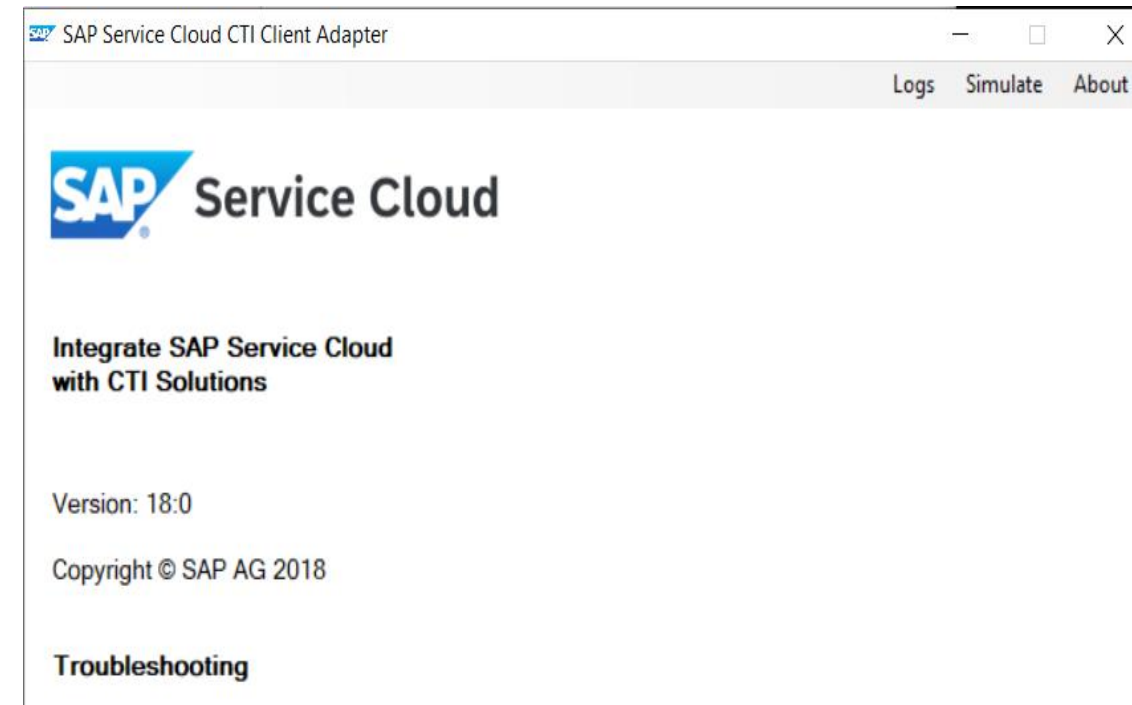 SAP Service Cloud CTI Client Adapter
Logs Simulate About
SAP® Service Cloud
Integrate SAP Service Cloud
with CTI Solutions
Version: 18:0
Copyright © SAP AG 2018
Troubleshooting